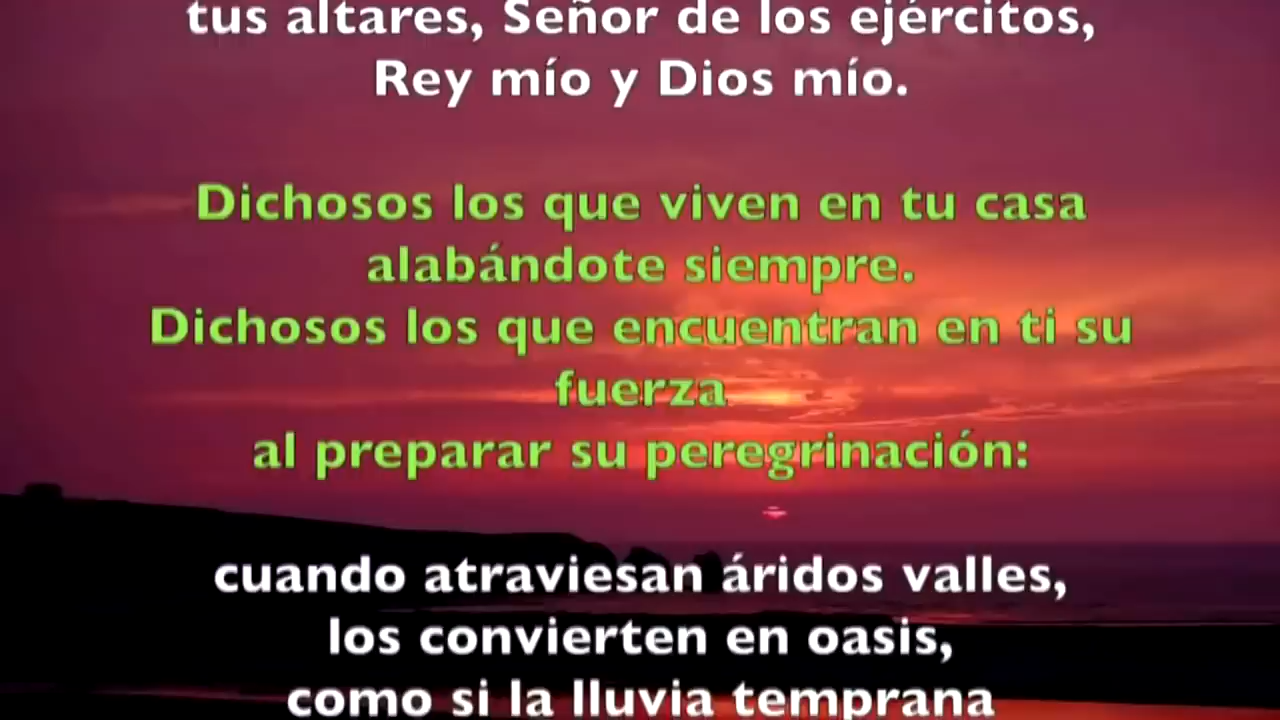 tus altares, Señor de los ejércitos,
Rey mío y Dios mío.
Dichosos los que viven en tu casa
alabándote siempre.
Dichosos los que encuentran en ti su
fuerza
al preparar su peregrinación:
cuando atraviesan áridos valles,
los convierten en oasis,
como si la lluvia temprana